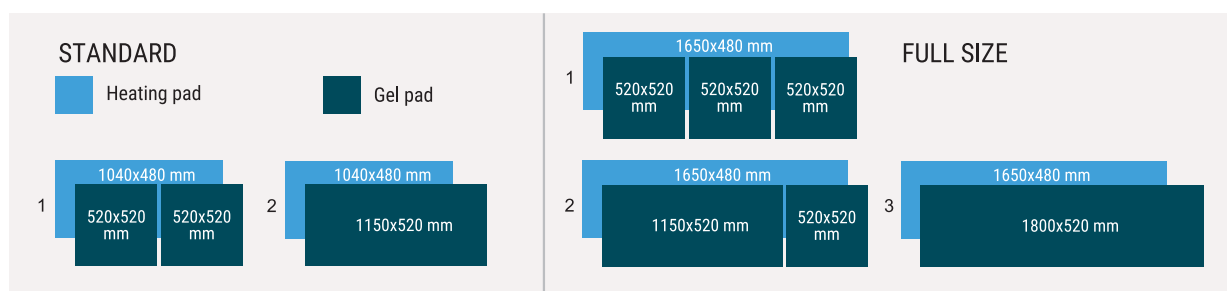 STANDARD
Heating pad
Gel pad
1
1040x480 mm
520x520
mm
520x520
mm
2
1040x480 mm
1150x520 mm
FULL SIZE
1
1650x480 mm
520x520
mm
520x520
mm
520x520
mm
2
1650x480 mm
1150x520 mm
520x520
mm
3
1650x480 mm
1800x520 mm